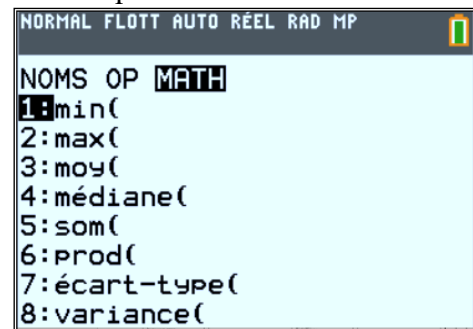 NORMAL FLOTT AUTO RÉEL RAD MP
NOMS OP MATH
1:min(
2:max(
3:moy(
4:médiane(
5:som(
6:prod(
7:écart-type(
8:variance(